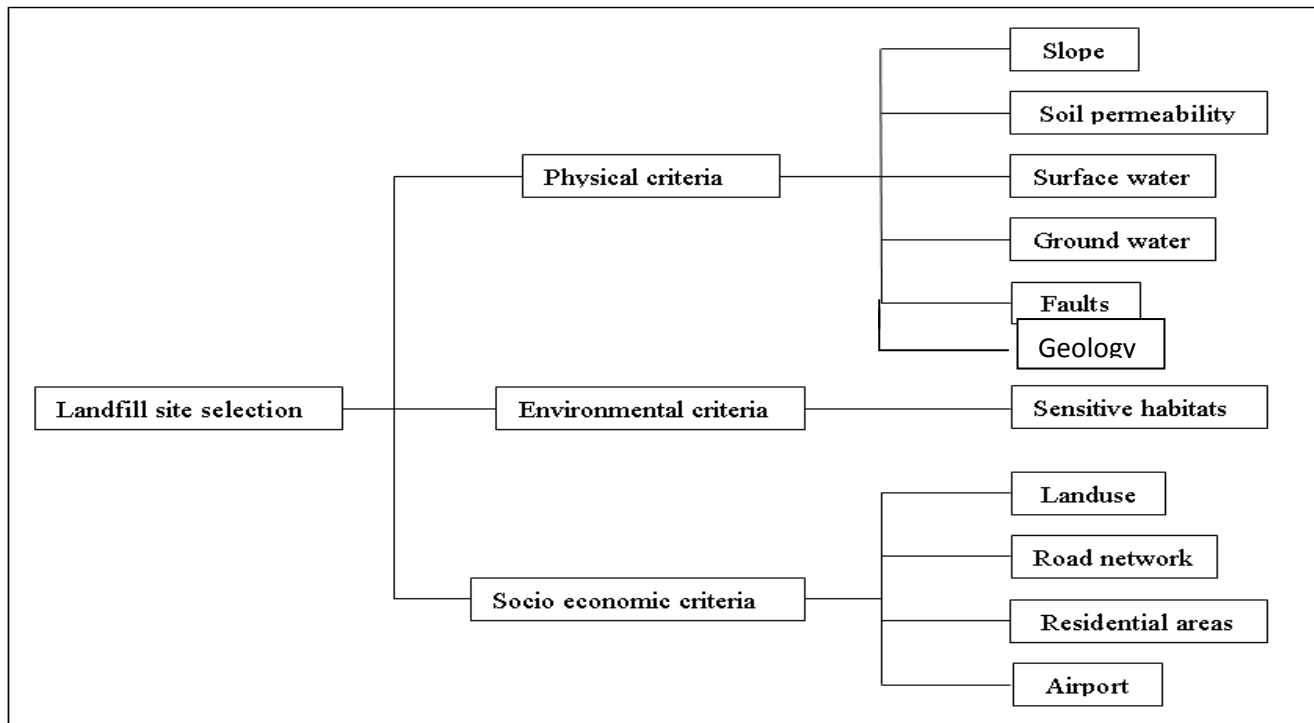 Slope
Soil permeability
Physical criteria
Surface water
Ground water
Faults
Geology
Landfill site selection
Environmental criteria
Sensitive habitats
Landuse
Road network
Socio economic criteria
Residential areas
Airport